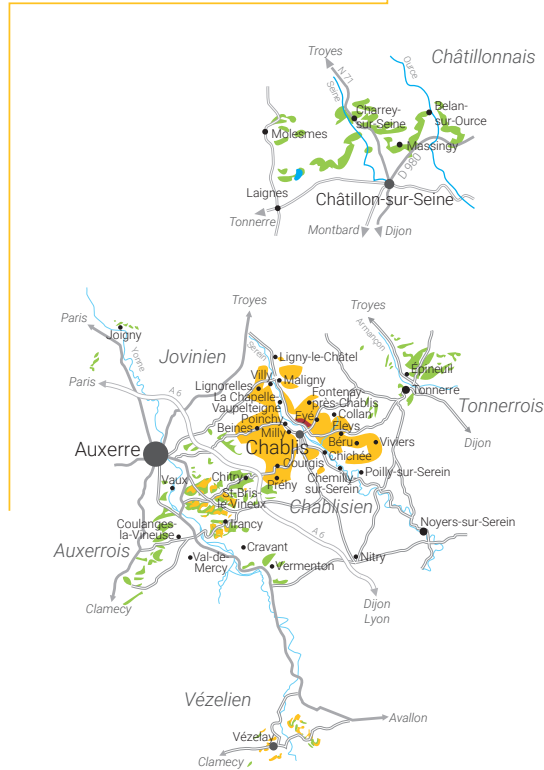 Troyes
Châtillonnais
N 71
Seine
Ource
Charrey-
sur-Seine
Belan-
sur-Ource
Molesmes
Massingy
D 980
Laignes
Châtillon-sur-Seine
Tonnerre
Montbard
Dijon
Troyes
Troyes
Paris
Joigny
Yonne
Jovinien
Serein
Armançon
Ligny-le-Châtel
Épineuil
Paris
A 6
Villy
Maligny
Lignorelles
Fontenay-
près-Chablis
Tonnerre
La Chapelle-
Vaupelteigne
Collan
Tonnerrois
Poinchy
Fyé
Fleys
Beines
Milly
Dijon
Auxerre
Chablis
Béru
Viviers
Chichée
Courgis
Poilly-sur-Serein
Vaux
Chitry
Préhy
Chemilly-
sur-Serein
St-Bris-
le-Vineux
Chablisien
Coulanges-
la-Vineuse
Irancy
A 6
Noyers-sur-Serein
Auxerrois
Val-de-
Mercy
Cravant
Nitry
Vermenton
Clamecy
Dijon
Lyon
Vézelien
Avallon
Vézelay
Clamecy